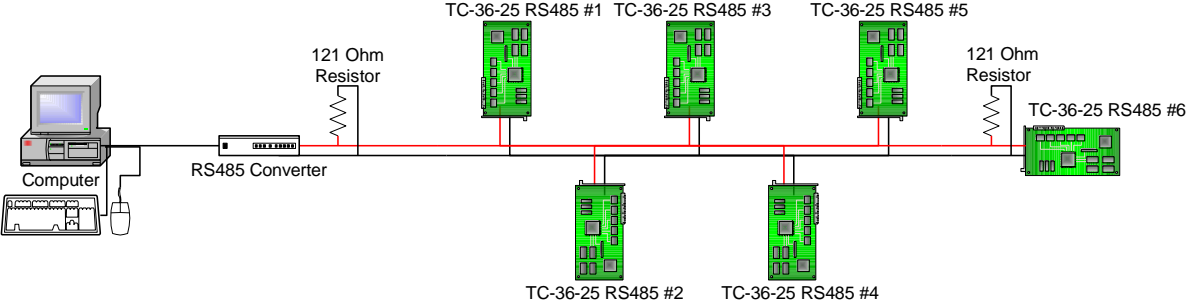 TC-36-25 RS485 #1
TC-36-25 RS485 #3
TC-36-25 RS485 #5
121 Ohm
Resistor
121 Ohm
Resistor
TC-36-25 RS485 #6
Computer
RS485 Converter
TC-36-25 RS485 #2
TC-36-25 RS485 #4